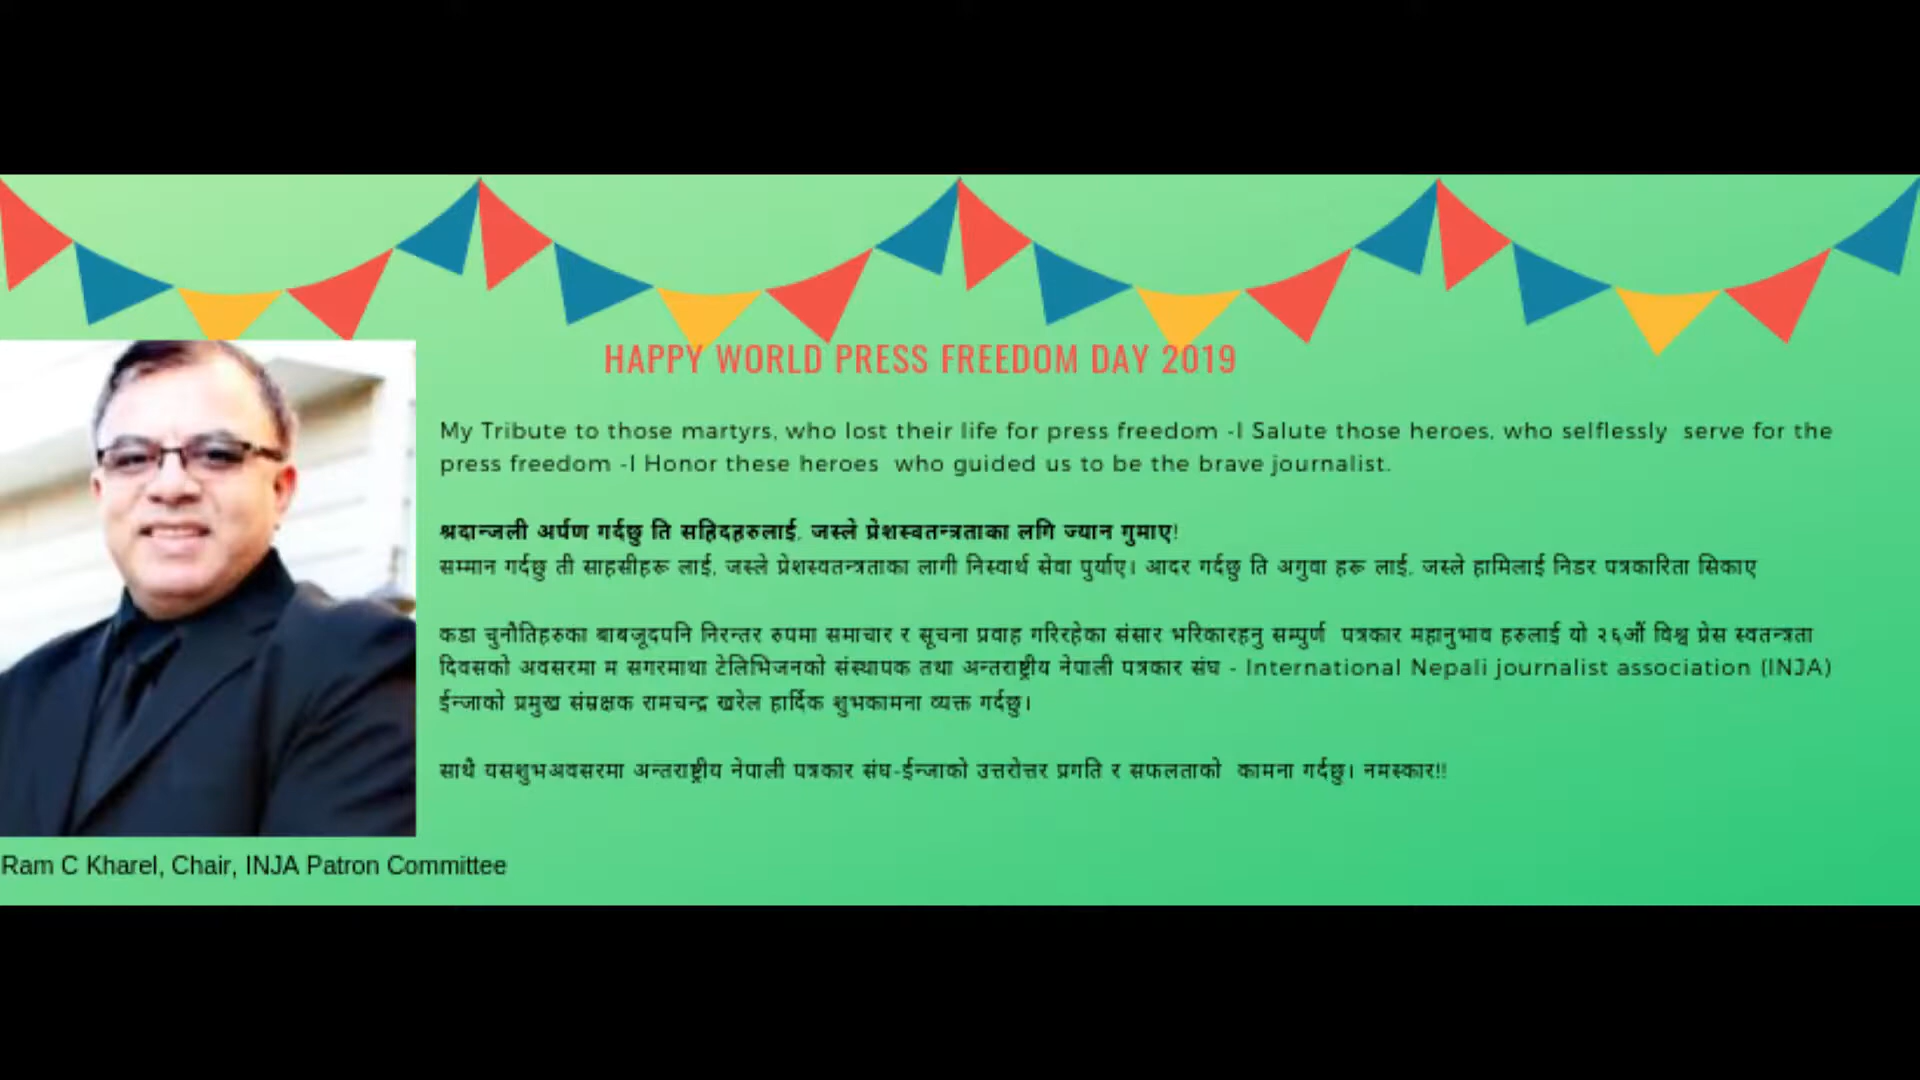 HAPPY WORLD PRESS FREEDOM DAY 2019
My Tribute to those martyrs, who lost their life for press freedom -I Salute those heroes, who selflessly serve for the
press freedom -I Honor these heroes who guided us to be the brave journalist.
श्रदान्जली अर्पण गर्दछु ति सहिदहरुलाई, जस्ले प्रेशस्वतन्त्रताका लगि ज्यान गुमाए!
सम्मान गर्दछु ती साहसीहरू लाई, जस्ले प्रेशस्वतन्त्रताका लागी निस्वार्थ सेवा पुर्याए। आदर गर्दछु ति अगुवा हरू लाई, जस्ले हामिलाई निडर पत्रकारिता सिकाए
कडा चुनौतिहरुका बाबजूदपनि निरन्तर रुपमा समाचार र सूचना प्रवाह गरिरहेका संसार भरिकारहनु सम्पुर्ण पत्रकार महानुभाव हरुलाई यो २६औं विश्व प्रेस स्वतन्त्रता
दिवसको अवसरमा म सगरमाथा टेलिभिजनको संस्थापक तथा अन्तराष्ट्रीय नेपाली पत्रकार संघ - International Nepali journalist association (INJA)
ईन्जाको प्रमुख संम्रक्षक रामचन्द्र खरेल हार्दिक शुभकामना व्यक्त गर्दछु।
साथै यसशुभअवसरमा अन्तराष्ट्रीय नेपाली पत्रकार संघ-ईन्जाको उत्तरोत्तर प्रगति र सफलताको कामना गर्दछु। नमस्कार!!
Ram C Kharel, Chair, INJA Patron Committee